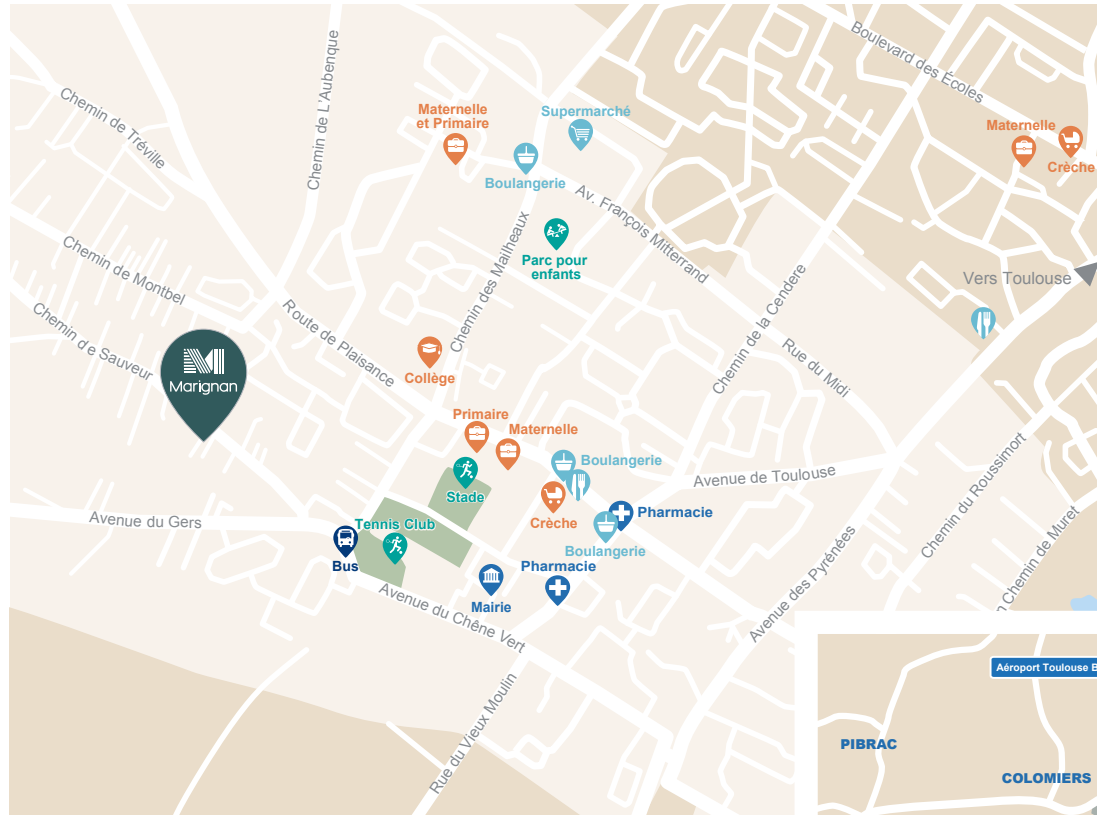 Boulevard des Écoles
Chemin de Tréville
Chemin de L'Aubenque
Maternelle
et Primaire
Supermarché
Maternelle
Crèche
Boulangerie
Av. François Mitterrand
Chemin des Mailheaux
Parc pour
enfants
Chemin de Montbel
Vers Toulouse
Chemin de la Cendere
Chemin de Sauveur
Route de Plaisance
Rue du Midi
M
Marignan
Collège
Primaire
Maternelle
Boulangerie
Avenue de Toulouse
Stade
Chemin du Roussimort
Avenue du Gers
Tennis Club
Crèche
Pharmacie
Boulangerie
Bus
Pharmacie
Mairie
n Chemin de Muret
Avenue des Pyrénées
Avenue du Chêne Vert
Rue du Vieux Moulin
Aéroport Toulouse B
PIBRAC
COLOMIERS